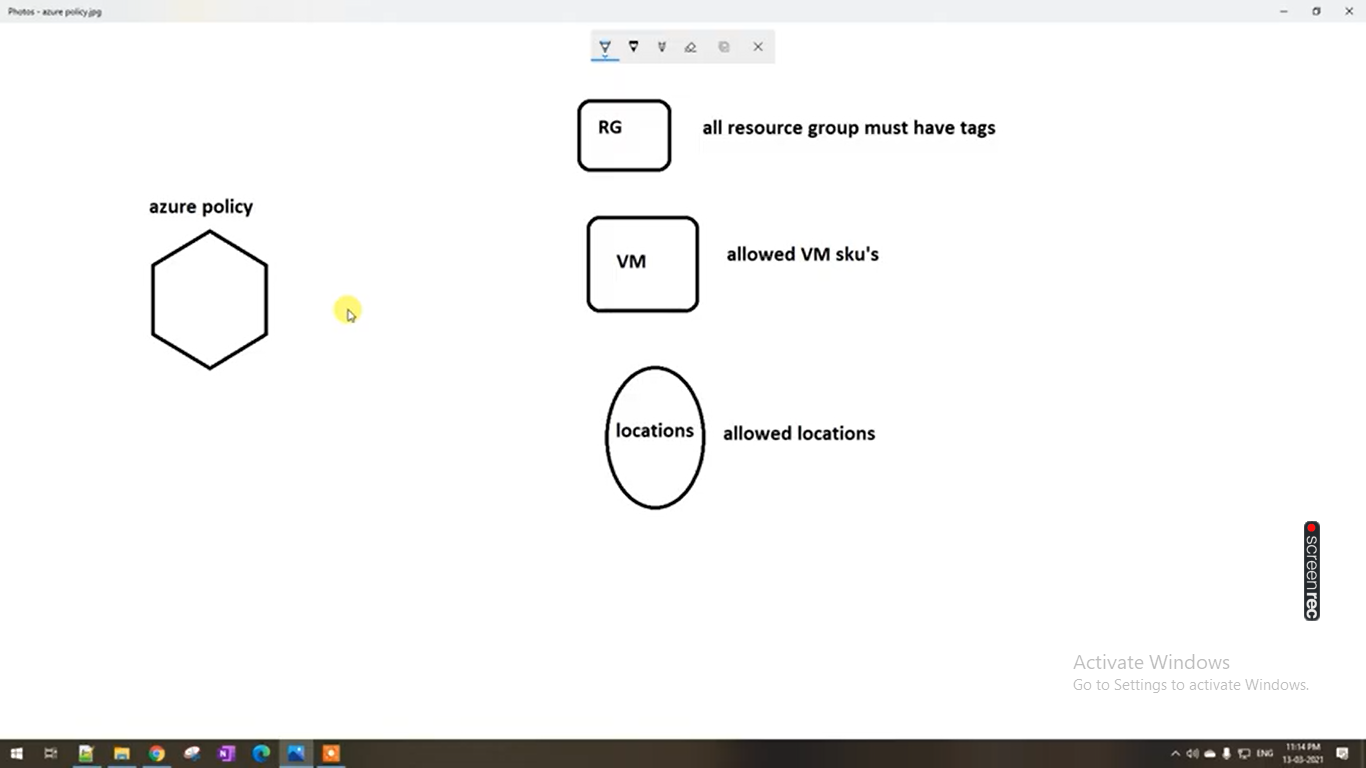 Photos - azure policy.jpg
RG
all resource group must have tags
azure policy
VM
allowed VM sku's
locations
allowed locations
screenrec
Activate Windows
Go to Settings to activate Windows.
ENG
11:14 PM
13-03-2021